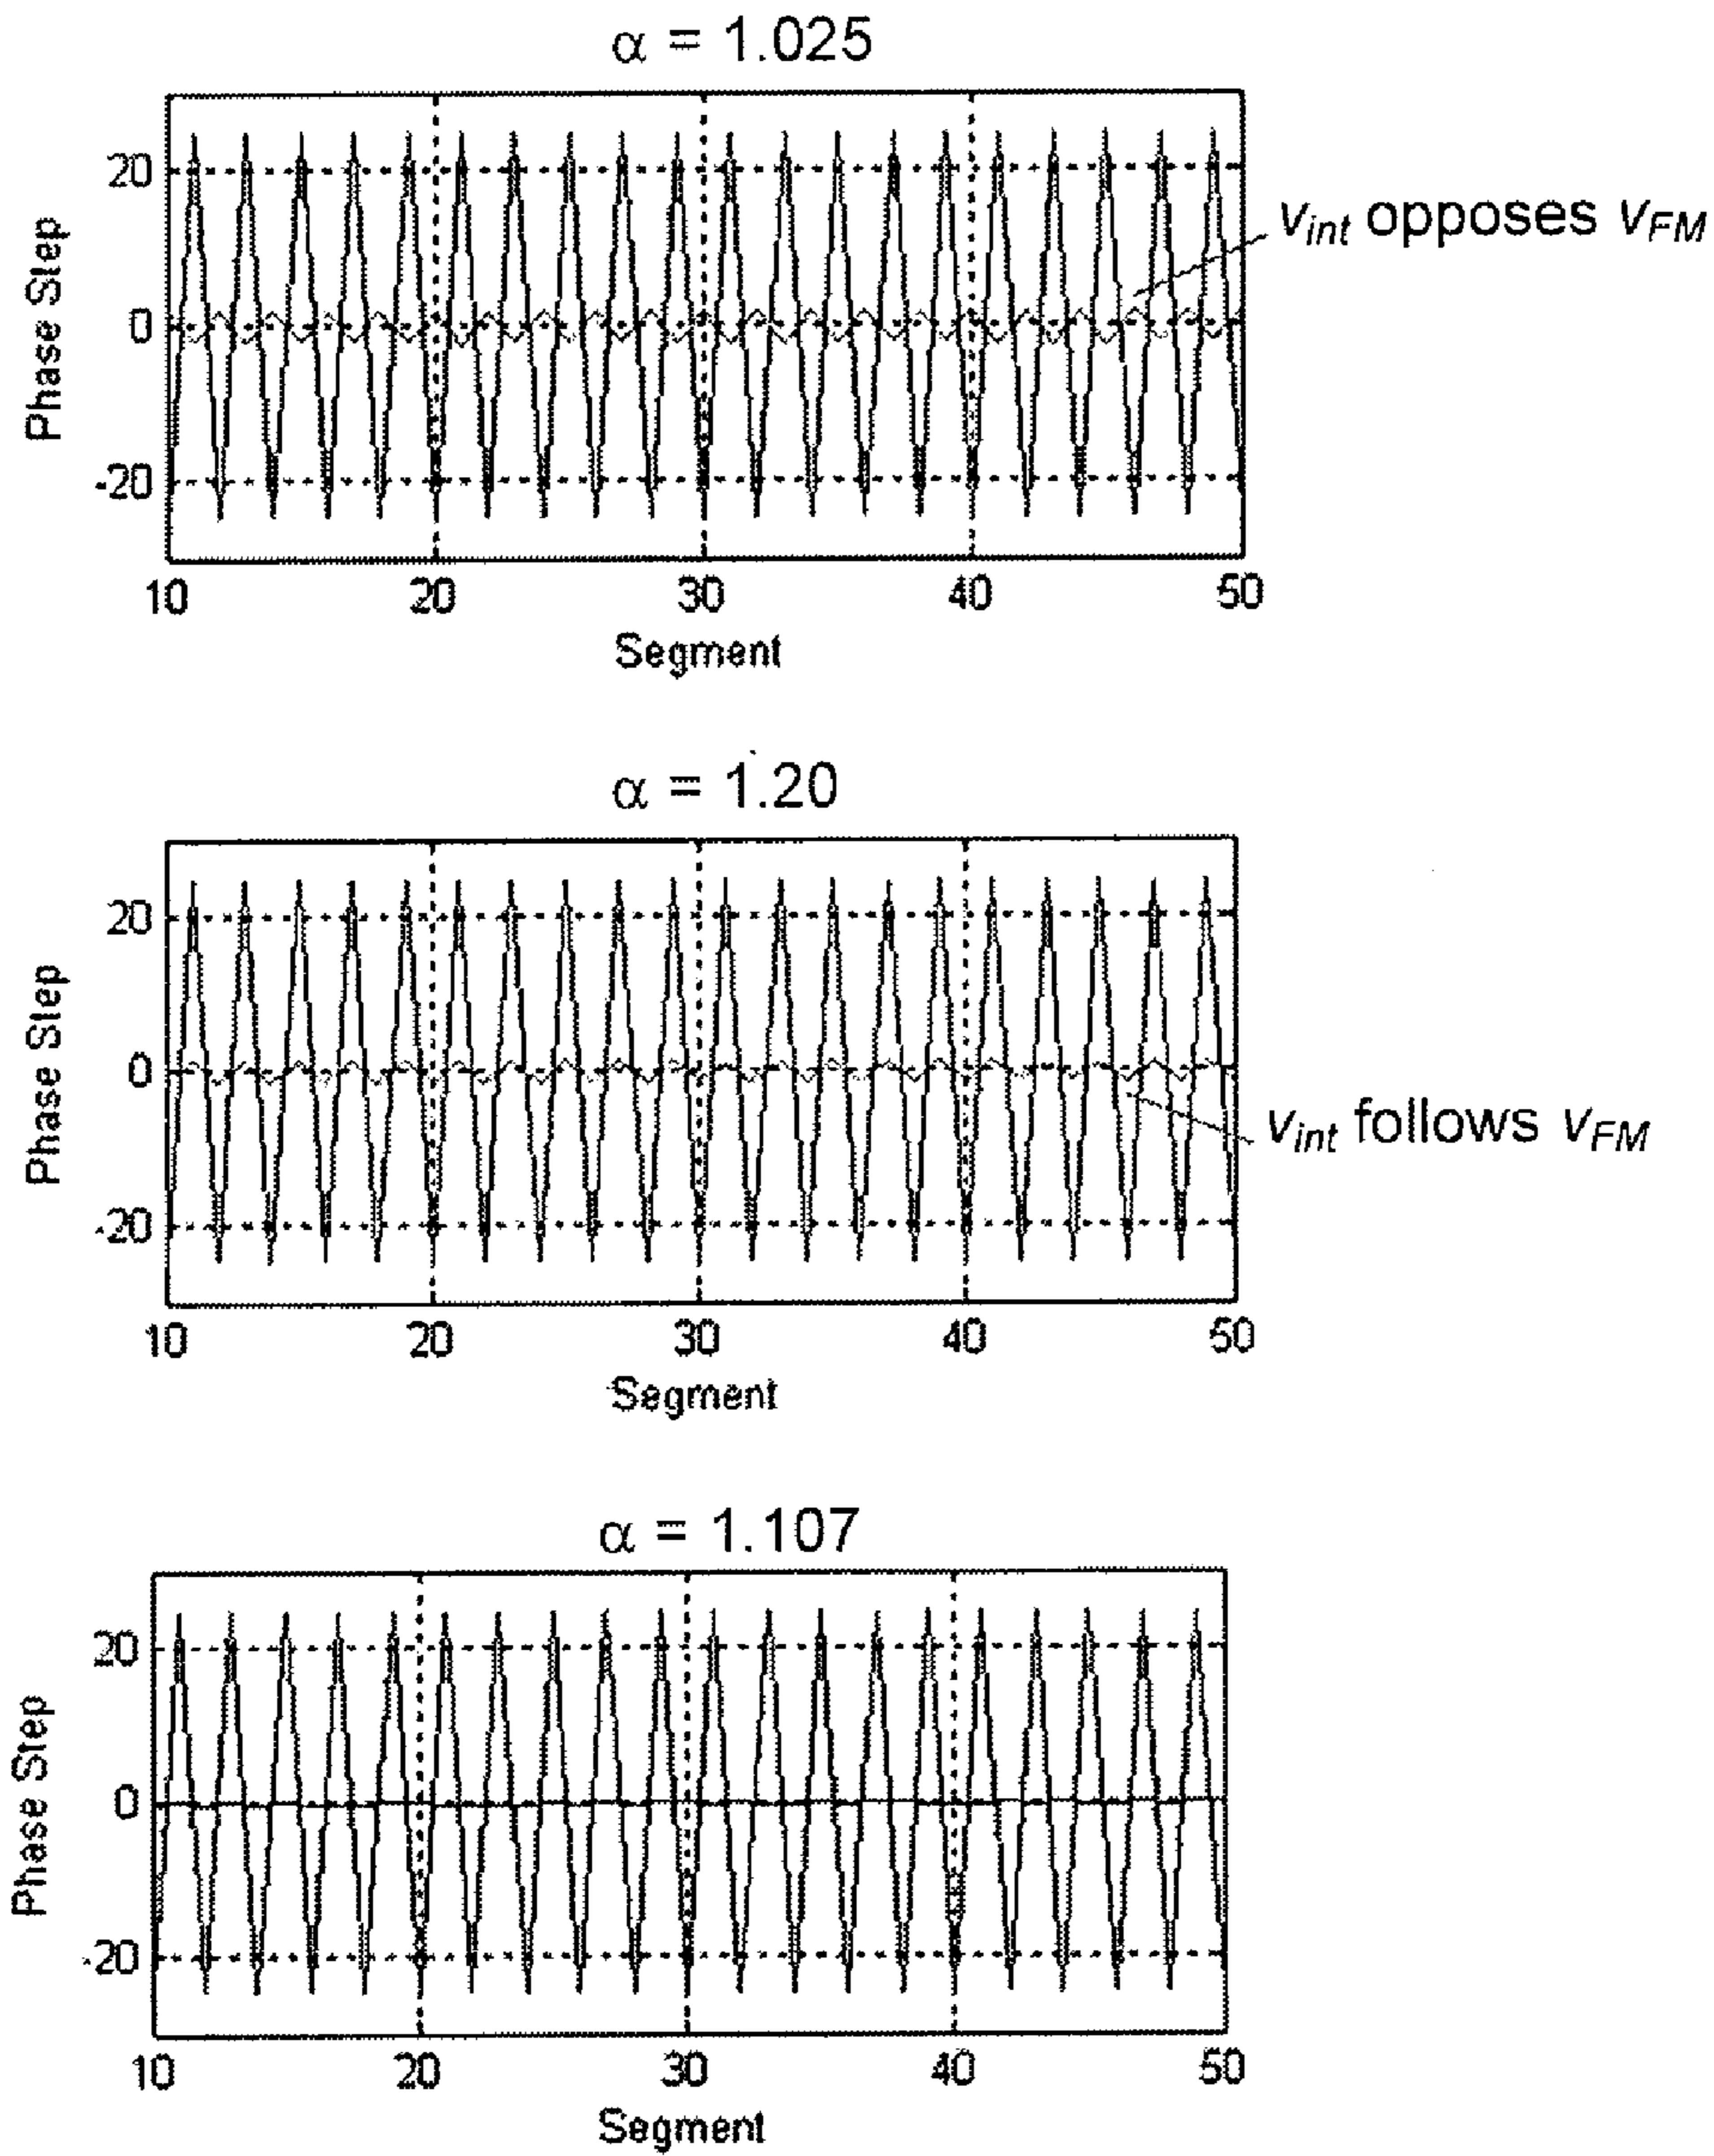 α = 1.025
20
0
-20
Phase Step
10 20 30 40 50
Segment
v_int opposes v_FM
α = 1.20
20
0
-20
Phase Step
10 20 30 40 50
Segment
v_int follows v_FM
α = 1.107
20
0
-20
Phase Step
10 20 30 40 50
Segment